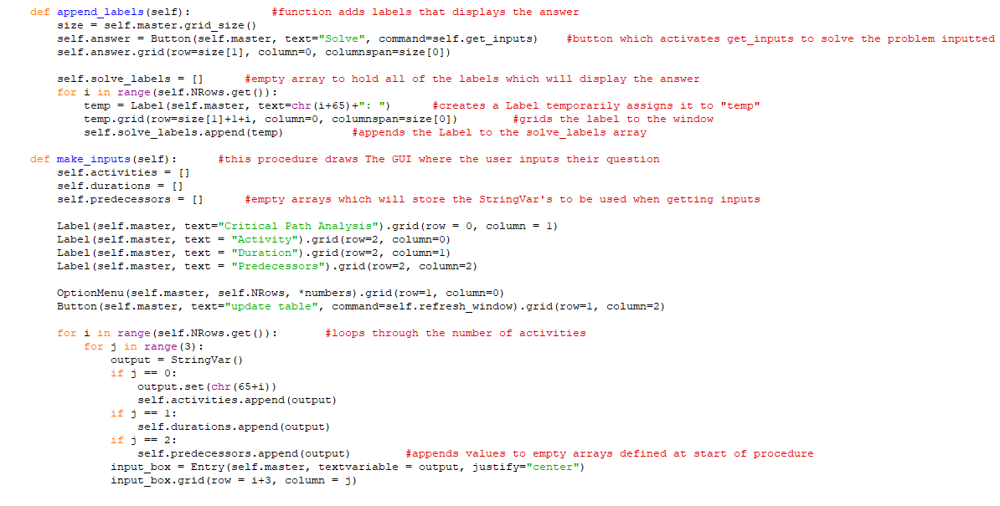 def append_labels(self):            #function adds labels that displays the answer
    size = self.master.grid_size()
    self.answer = Button(self.master, text="Solve", command=self.get_inputs)    #button which activates get_inputs to solve the problem inputted
    self.answer.grid(row=size[1], column=0, columnspan=size[0])

    self.solve_labels = []      #empty array to hold all of the labels which will display the answer
    for i in range(self.NRows.get()):
        temp = Label(self.master, text=chr(i+65)+": ")      #creates a Label temporarily assigns it to "temp"
        temp.grid(row=size[1]+1+i, column=0, columnspan=size[0])        #grids the label to the window
        self.solve_labels.append(temp)          #appends the Label to the solve_labels array

def make_inputs(self):      #this procedure draws The GUI where the user inputs their question
    self.activities = []
    self.durations = []
    self.predecessors = []      #empty arrays which will store the StringVar's to be used when getting inputs

    Label(self.master, text="Critical Path Analysis").grid(row = 0, column = 1)
    Label(self.master, text = "Activity").grid(row=2, column=0)
    Label(self.master, text = "Duration").grid(row=2, column=1)
    Label(self.master, text = "Predecessors").grid(row=2, column=2)

    OptionMenu(self.master, self.NRows, *numbers).grid(row=1, column=0)
    Button(self.master, text="update table", command=self.refresh_window).grid(row=1, column=2)

    for i in range(self.NRows.get()):       #loops through the number of activities
        for j in range(3):
            output = StringVar()
            if j == 0:
                output.set(chr(65+i))
                self.activities.append(output)
            if j == 1:
                self.durations.append(output)
            if j == 2:
                self.predecessors.append(output)        #appends values to empty arrays defined at start of procedure
            input_box = Entry(self.master, textvariable = output, justify="center")
            input_box.grid(row = i+3, column = j)